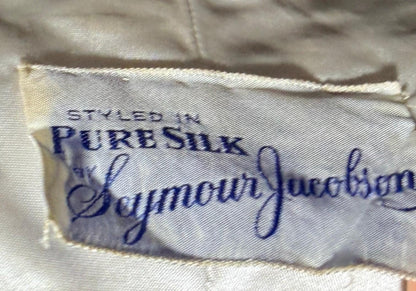 STYLED IN
PURE SILK
BY
Seymour Jacobson